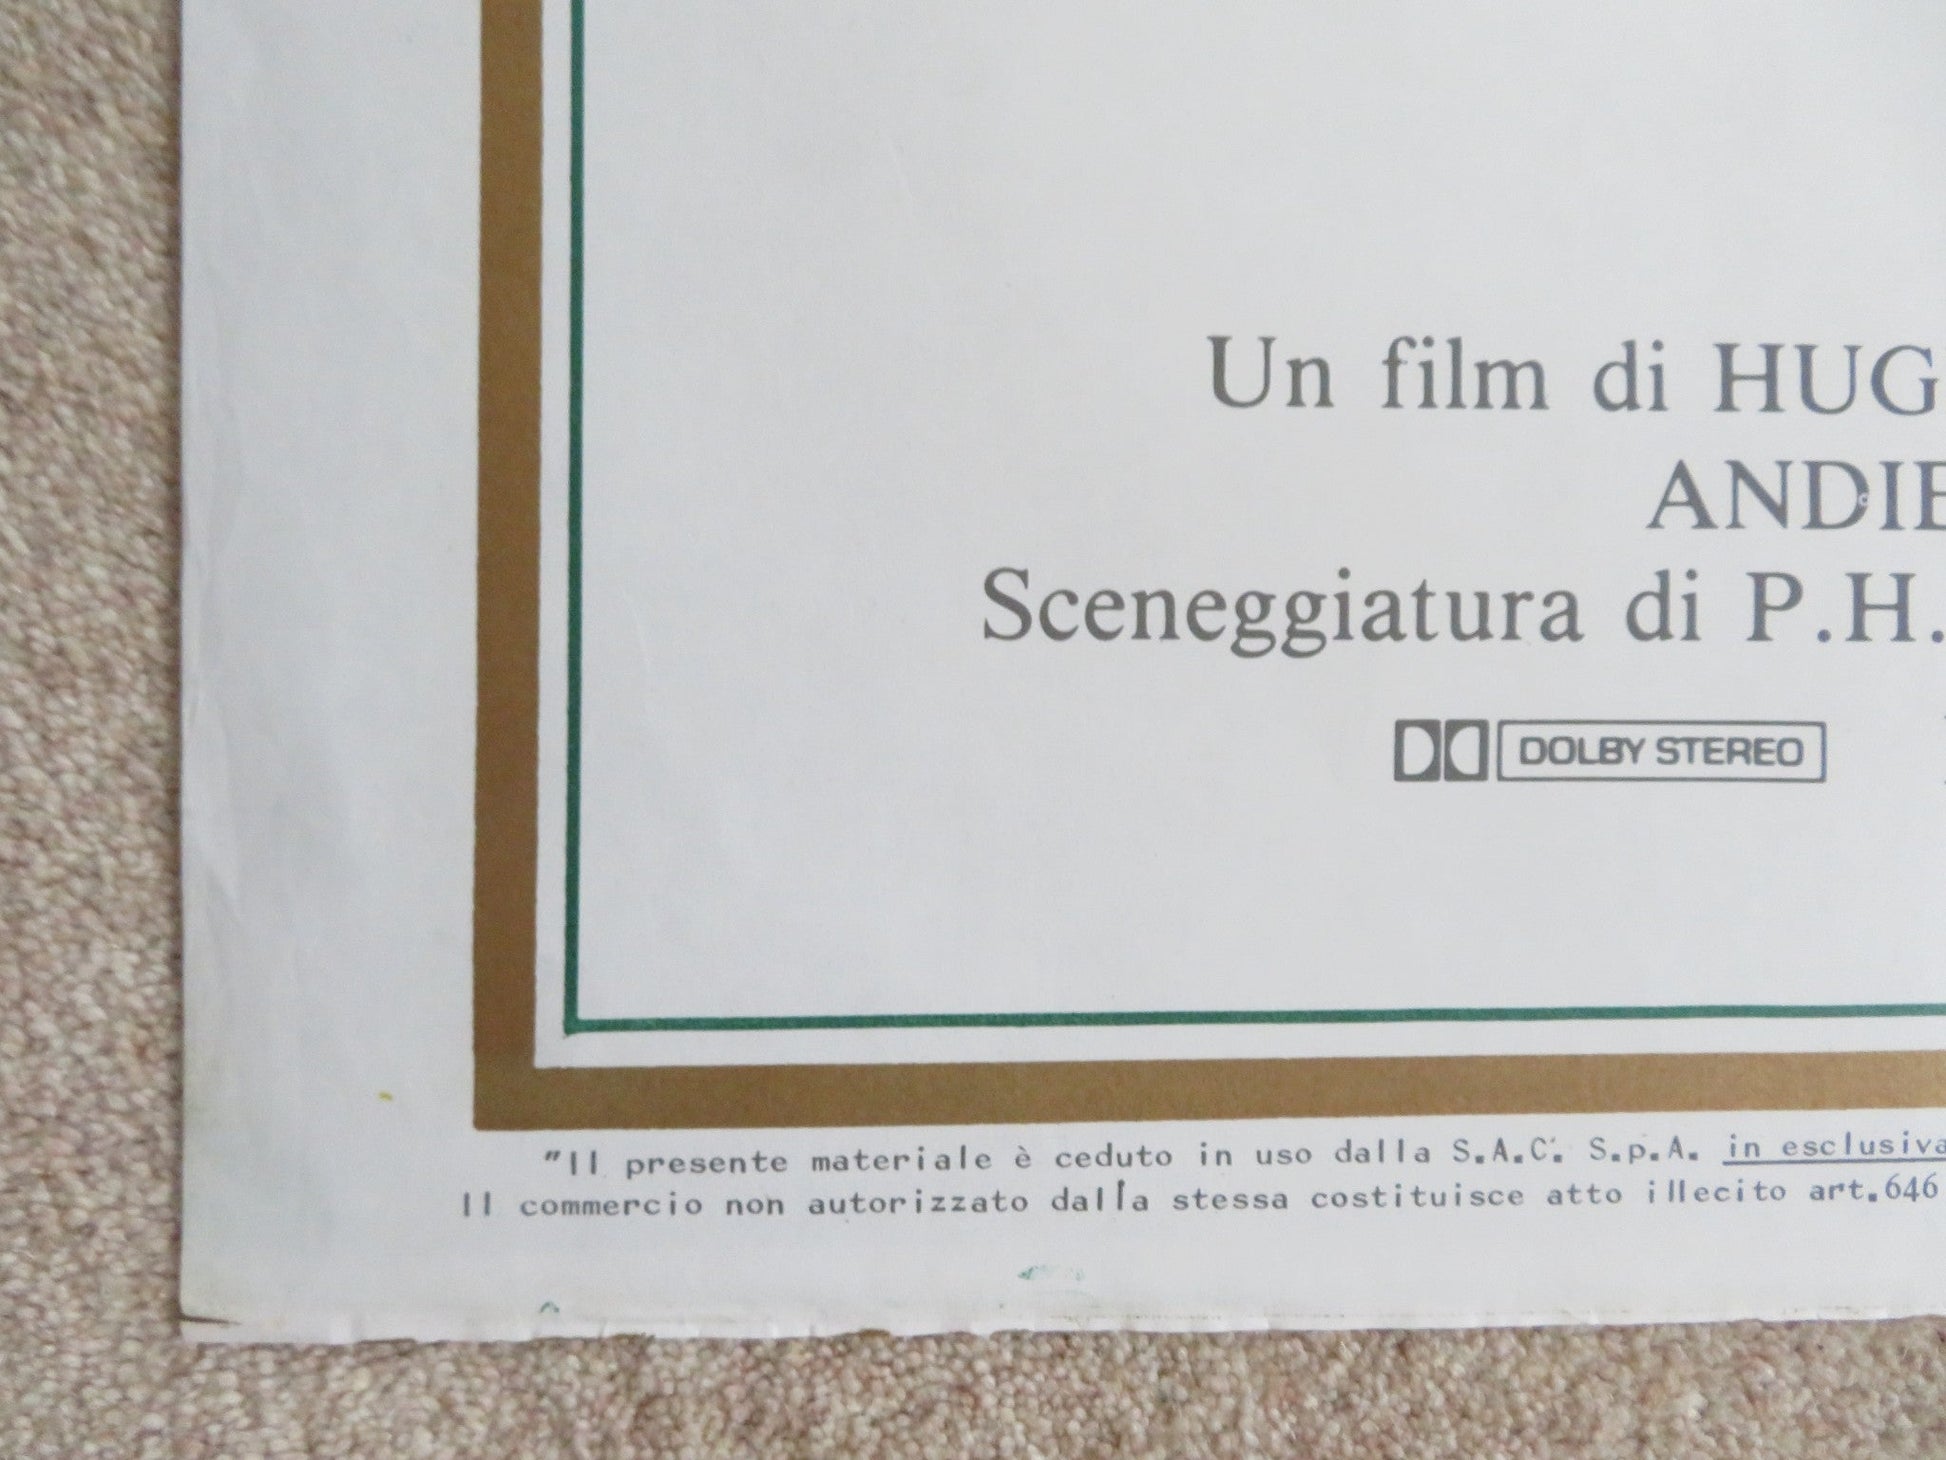 Un film di HUG
ANDIE
Sceneggiatura di P.H.
DOLBY STEREO
"Il presente materiale è ceduto in uso dalla S.A.C. S.p.A. in esclusiva
Il commercio non autorizzato dalla stessa costituisce atto illecito art.646